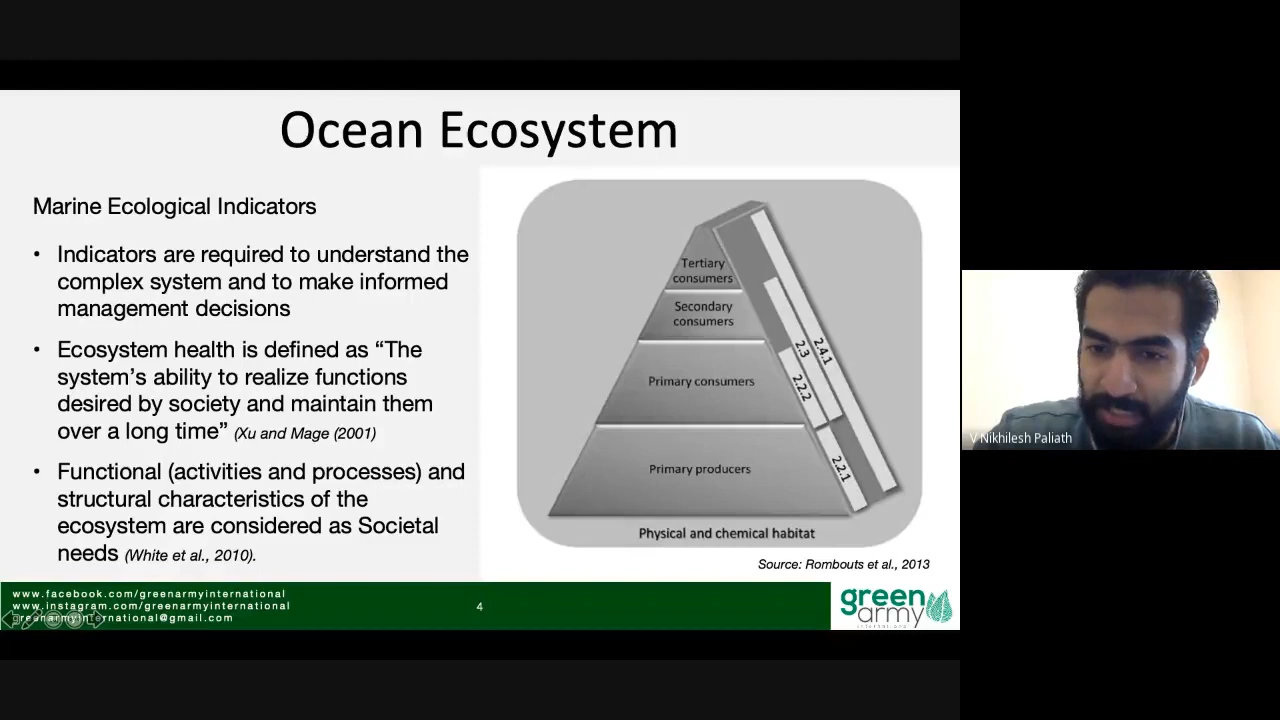 Ocean Ecosystem
Marine Ecological Indicators
• Indicators are required to understand the
complex system and to make informed
management decisions
• Ecosystem health is defined as “The
system’s ability to realize functions
desired by society and maintain them
over a long time” (Xu and Mage (2001)
• Functional (activities and processes) and
structural characteristics of the
ecosystem are considered as Societal
needs (White et al., 2010).
Tertiary
consumers
Secondary
consumers
Primary consumers
Primary producers
2.4.1
2.3
2.2.2
2.2.1
Physical and chemical habitat
Source: Rombouts et al., 2013
www.facebook.com/greenarmyinternational
www.instagram.com/greenarmyinternational
greenarmyinternational@gmail.com
4
green
army
international
V Nikhilesh Paliath